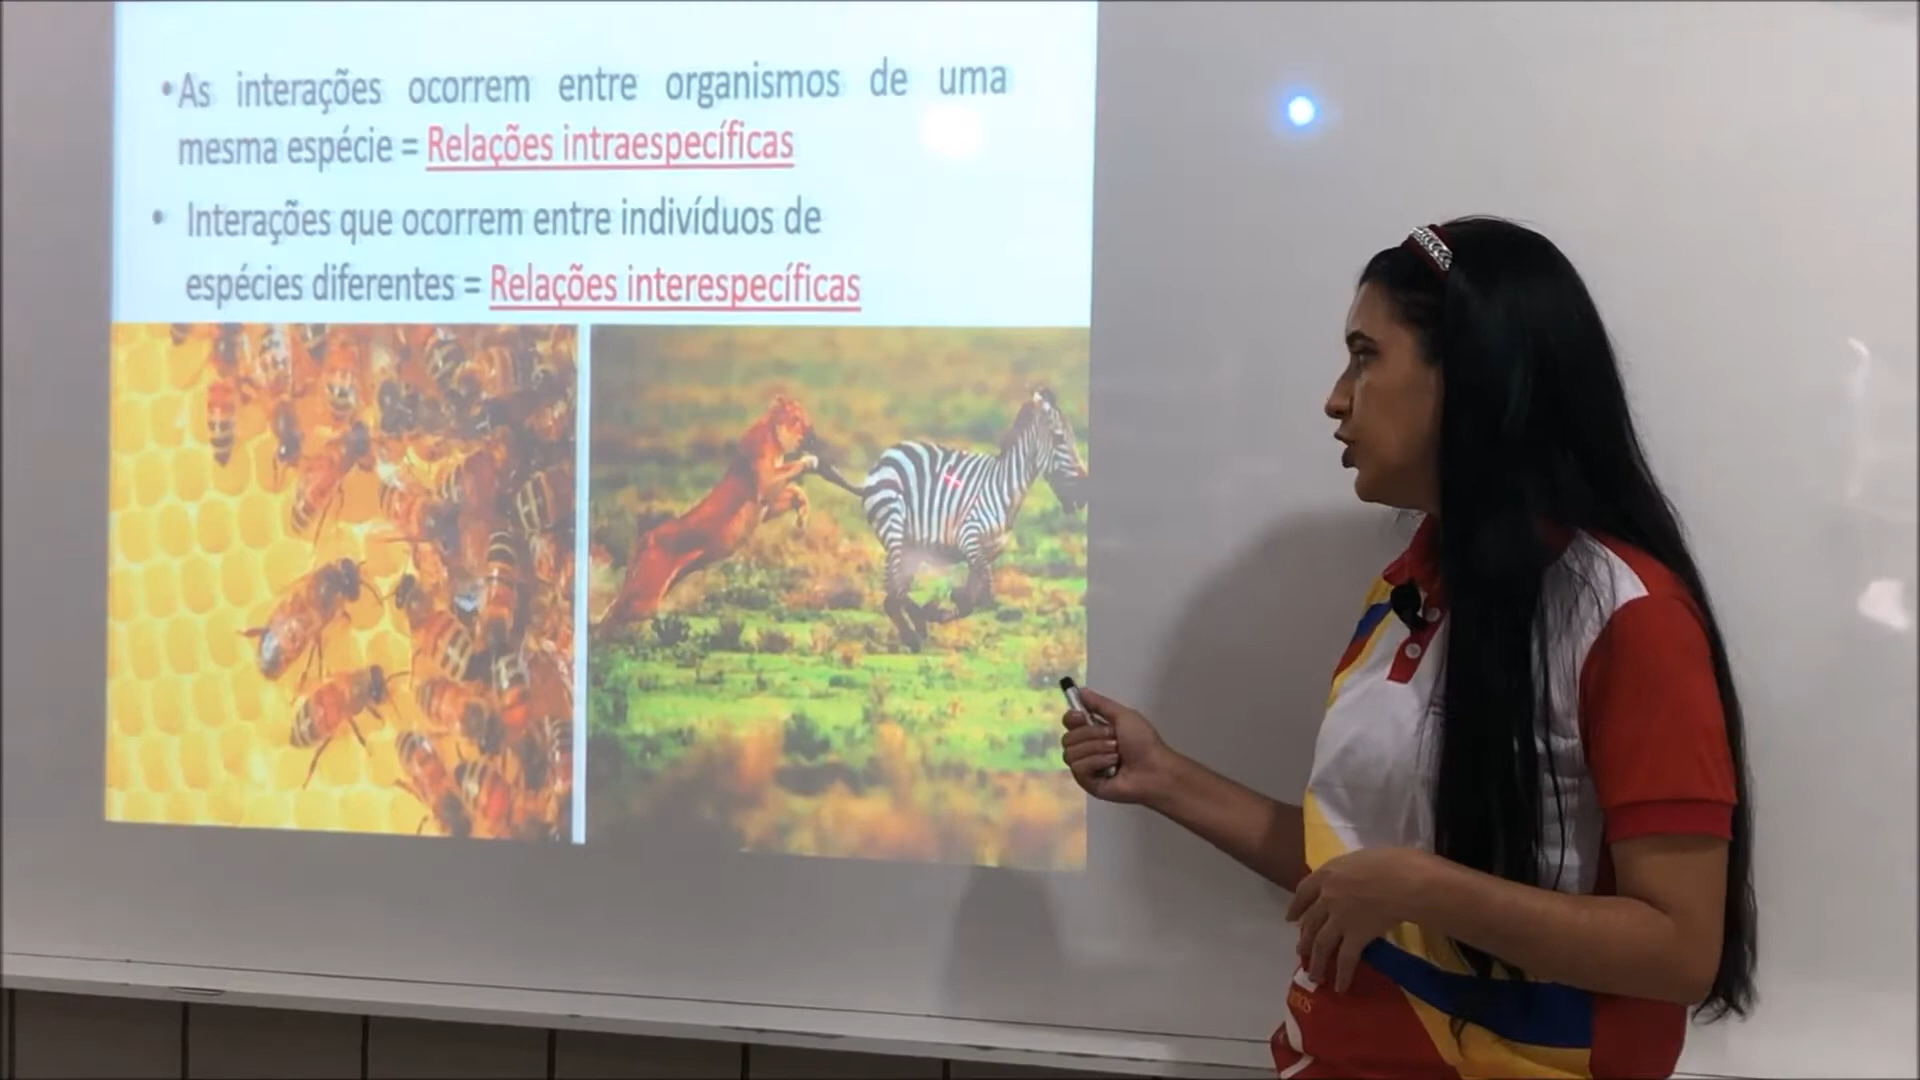 •As interações ocorrem entre organismos de uma
mesma espécie = Relações intraespecíficas
• Interações que ocorrem entre indivíduos de
espécies diferentes = Relações interespecíficas